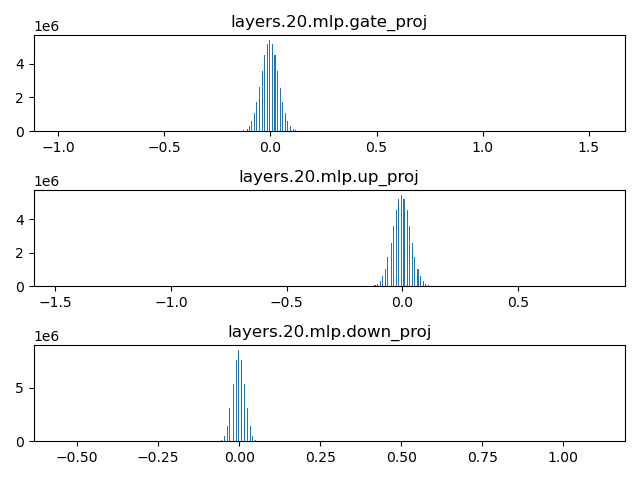 layers.20.mlp.gate_proj
1e6
4
2
0
−1.0 −0.5 0.0 0.5 1.0 1.5
layers.20.mlp.up_proj
1e6
4
2
0
−1.5 −1.0 −0.5 0.0 0.5
layers.20.mlp.down_proj
1e6
5
0
−0.50 −0.25 0.00 0.25 0.50 0.75 1.00